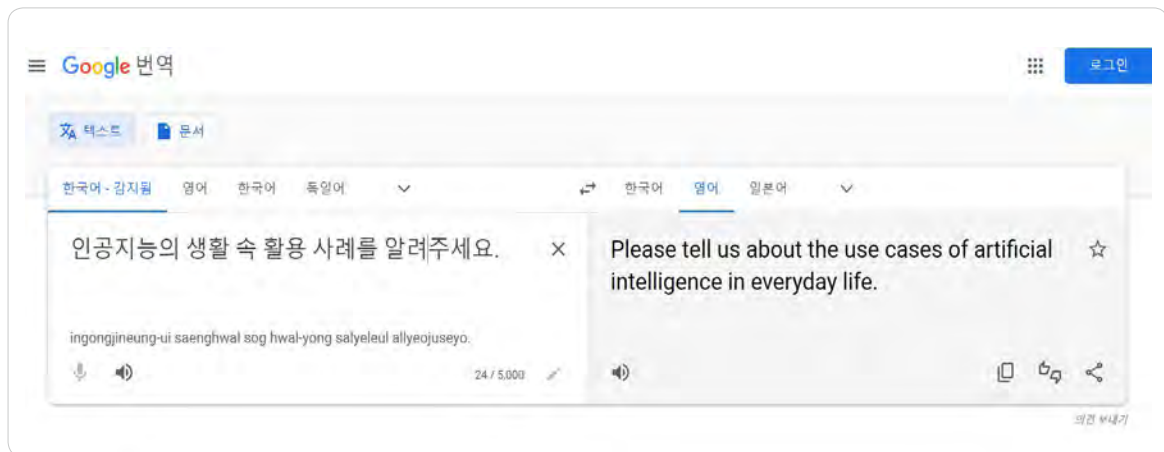 Google 번역
로그인
텍스트 문서
한국어 - 감지됨 영어 한국어 독일어 한국어 영어 일본어
인공지능의 생활 속 활용 사례를 알려주세요.
Please tell us about the use cases of artificial
intelligence in everyday life.
ingongjineung-ui saenghwal sog hwal-yong salyeleul allyeojuseyo.
24 / 5,000
의견 보내기